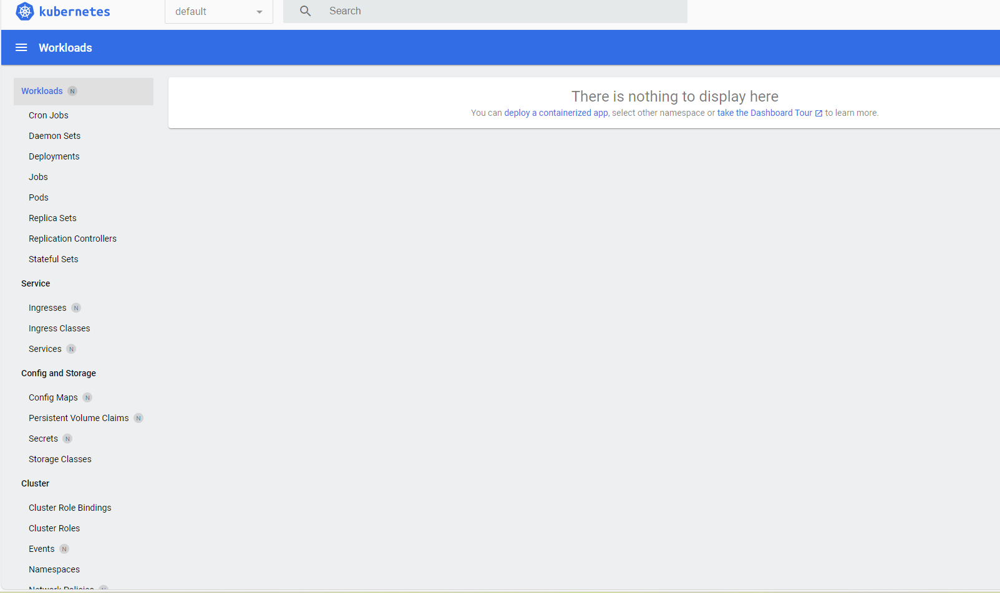 kubernetes
default
Search
Workloads
Workloads N
There is nothing to display here
You can deploy a containerized app, select other namespace or take the Dashboard Tour to learn more.
Cron Jobs
Daemon Sets
Deployments
Jobs
Pods
Replica Sets
Replication Controllers
Stateful Sets
Service
Ingresses N
Ingress Classes
Services N
Config and Storage
Config Maps N
Persistent Volume Claims N
Secrets N
Storage Classes
Cluster
Cluster Role Bindings
Cluster Roles
Events N
Namespaces
Network Policies N